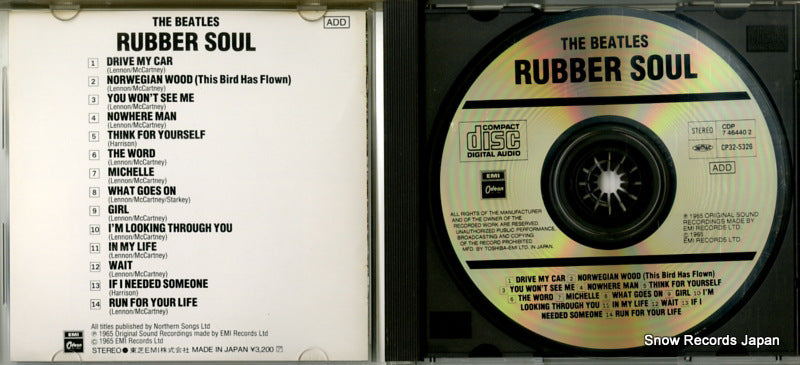 THE BEATLES
RUBBER SOUL
ADD
1 DRIVE MY CAR
(Lennon/McCartney)
2 NORWEGIAN WOOD (This Bird Has Flown)
(Lennon/McCartney)
3 YOU WON'T SEE ME
(Lennon/McCartney)
4 NOWHERE MAN
(Lennon/McCartney)
5 THINK FOR YOURSELF
(Harrison)
6 THE WORD
(Lennon/McCartney)
7 MICHELLE
(Lennon/McCartney)
8 WHAT GOES ON
(Lennon/McCartney/Starkey)
9 GIRL
(Lennon/McCartney)
10 I'M LOOKING THROUGH YOU
(Lennon/McCartney)
11 IN MY LIFE
(Lennon/McCartney)
12 WAIT
(Lennon/McCartney)
13 IF I NEEDED SOMEONE
(Harrison)
14 RUN FOR YOUR LIFE
(Lennon/McCartney)
All titles published by Northern Songs Ltd
℗ 1965 Original Sound Recordings made by EMI Records Ltd
© 1965 EMI Records Ltd
STEREO ● 東芝EMI株式会社 MADE IN JAPAN ¥3,200
EMI
Odeon
THE BEATLES
RUBBER SOUL
COMPACT
disc
DIGITAL AUDIO
STEREO
CDP
7 46440 2
CP32-5326
ADD
EMI
Odeon
ALL RIGHTS OF THE MANUFACTURER
AND OF THE OWNER OF THE
RECORDED WORK ARE RESERVED.
UNAUTHORIZED PUBLIC PERFORMANCE,
BROADCASTING AND COPYING
OF THE RECORD PROHIBITED
MFD. BY TOSHIBA-EMI LTD. IN JAPAN.
℗ 1965 ORIGINAL SOUND
RECORDINGS MADE BY
EMI RECORDS LTD.
© 1965
EMI RECORDS LTD.
1 DRIVE MY CAR 2 NORWEGIAN WOOD (This Bird Has Flown)
3 YOU WON'T SEE ME 4 NOWHERE MAN 5 THINK FOR YOURSELF
6 THE WORD 7 MICHELLE 8 WHAT GOES ON 9 GIRL 10 I'M
LOOKING THROUGH YOU 11 IN MY LIFE 12 WAIT 13 IF I
NEEDED SOMEONE 14 RUN FOR YOUR LIFE
Snow Records Japan